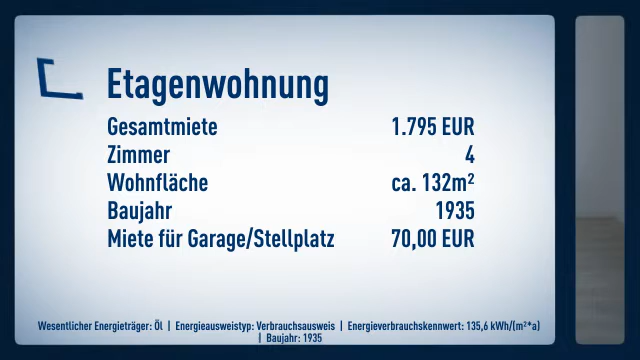 Etagenwohnung
Gesamtmiete 1.795 EUR
Zimmer 4
Wohnfläche ca. 132m²
Baujahr 1935
Miete für Garage/Stellplatz 70,00 EUR
Wesentlicher Energieträger: Öl | Energieausweistyp: Verbrauchsausweis | Energieverbrauchskennwert: 135,6 kWh/(m²*a)
| Baujahr: 1935